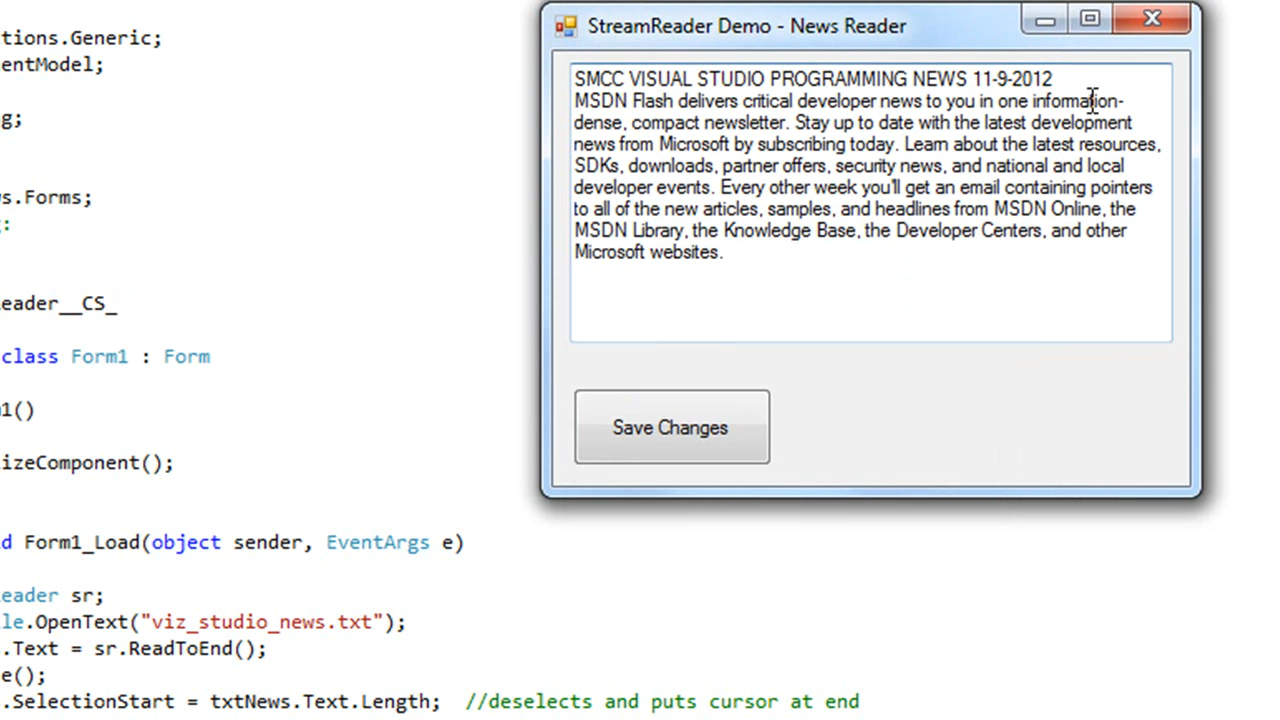 tions.Generic;
entModel;
g;
s.Forms;
:
eader__CS_
class Form1 : Form
1()
izeComponent();
d Form1_Load(object sender, EventArgs e)
eader sr;
le.OpenText("viz_studio_news.txt");
.Text = sr.ReadToEnd();
e();
.SelectionStart = txtNews.Text.Length;  //deselects and puts cursor at end
StreamReader Demo - News Reader
SMCC VISUAL STUDIO PROGRAMMING NEWS 11-9-2012
MSDN Flash delivers critical developer news to you in one information-
dense, compact newsletter. Stay up to date with the latest development
news from Microsoft by subscribing today. Learn about the latest resources,
SDKs, downloads, partner offers, security news, and national and local
developer events. Every other week you'll get an email containing pointers
to all of the new articles, samples, and headlines from MSDN Online, the
MSDN Library, the Knowledge Base, the Developer Centers, and other
Microsoft websites.
Save Changes